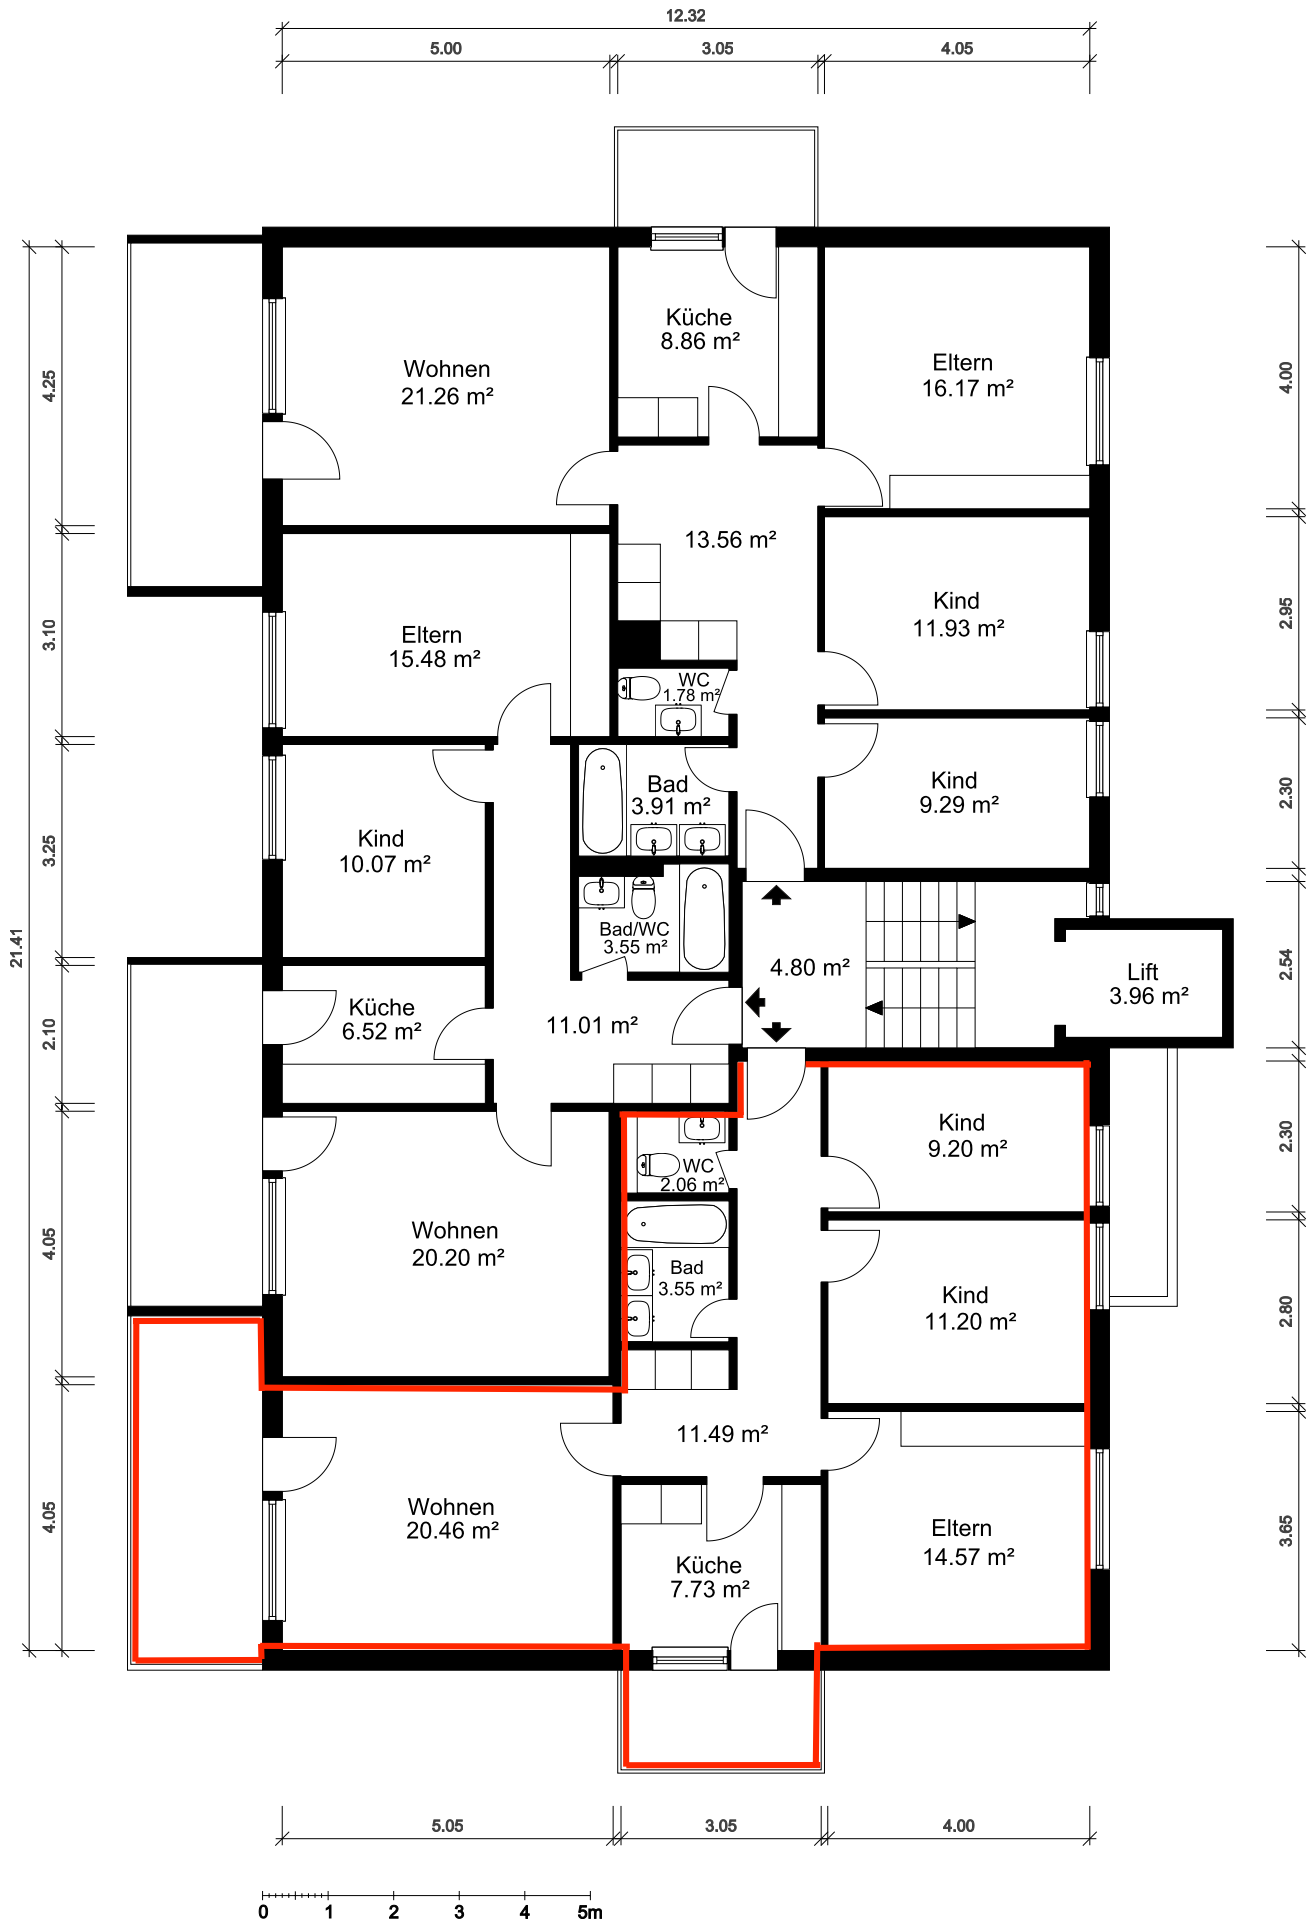 12.32
5.00 3.05 4.05
Küche
8.86 m²
Wohnen
21.26 m²
Eltern
16.17 m²
4.25
4.00
13.56 m²
Kind
11.93 m²
2.95
Eltern
15.48 m²
3.10
WC
1.78 m²
Bad
3.91 m²
Kind
9.29 m²
2.30
Kind
10.07 m²
3.25
Bad/WC
3.55 m²
21.41
4.80 m²
Lift
3.96 m²
2.54
Küche
6.52 m²
2.10
11.01 m²
Kind
9.20 m²
2.30
WC
2.06 m²
Wohnen
20.20 m²
4.05
Bad
3.55 m²
Kind
11.20 m²
2.80
11.49 m²
Wohnen
20.46 m²
4.05
Küche
7.73 m²
Eltern
14.57 m²
3.65
5.05 3.05 4.00
0 1 2 3 4 5m